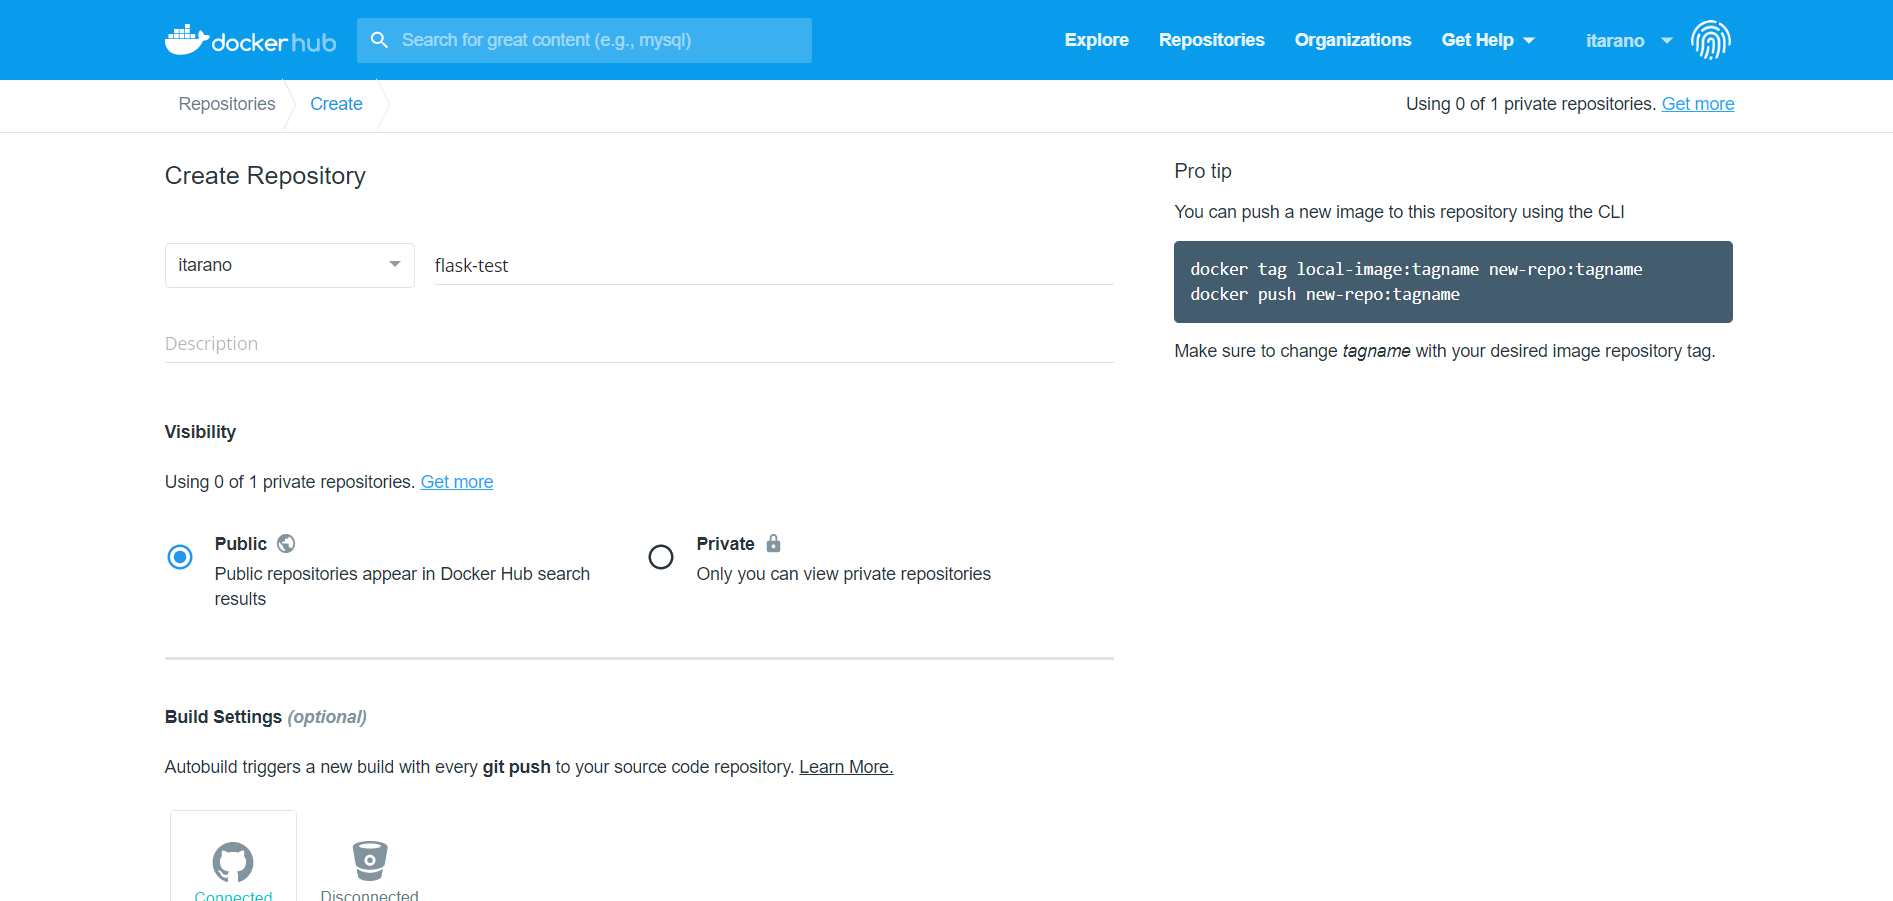 docker hub
Search for great content (e.g., mysql)
Explore
Repositories
Organizations
Get Help
itarano
Repositories
Create
Using 0 of 1 private repositories. Get more
Create Repository
itarano
flask-test
Description
Visibility
Using 0 of 1 private repositories. Get more
Public
Public repositories appear in Docker Hub search
results
Private
Only you can view private repositories
Build Settings (optional)
Autobuild triggers a new build with every git push to your source code repository. Learn More.
Connected
Disconnected
Pro tip
You can push a new image to this repository using the CLI
docker tag local-image:tagname new-repo:tagname
docker push new-repo:tagname
Make sure to change tagname with your desired image repository tag.